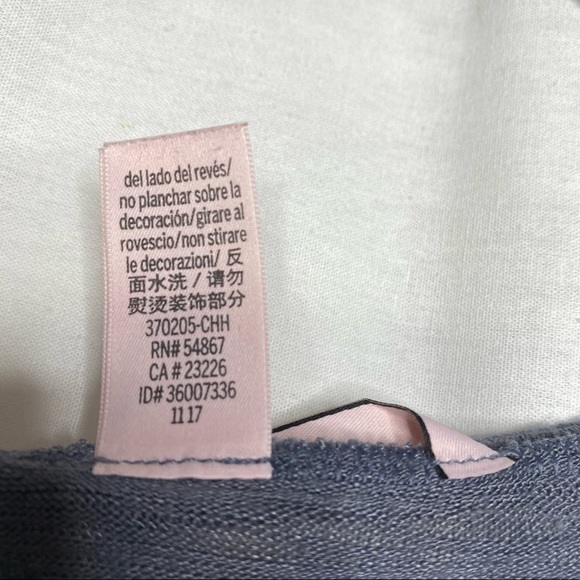 del lado del revés/
no planchar sobre la
decoración/girare al
rovescio/non stirare
le decorazioni/ 反
面水洗 / 请勿
熨烫装饰部分
370205-CHH
RN# 54867
CA # 23226
ID# 36007336
11 17